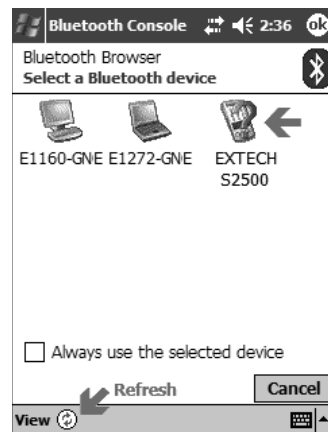 Bluetooth Console 2:36 ok
Bluetooth Browser
Select a Bluetooth device
E1160-GNE E1272-GNE EXTECH
S2500
Always use the selected device
Refresh Cancel
View